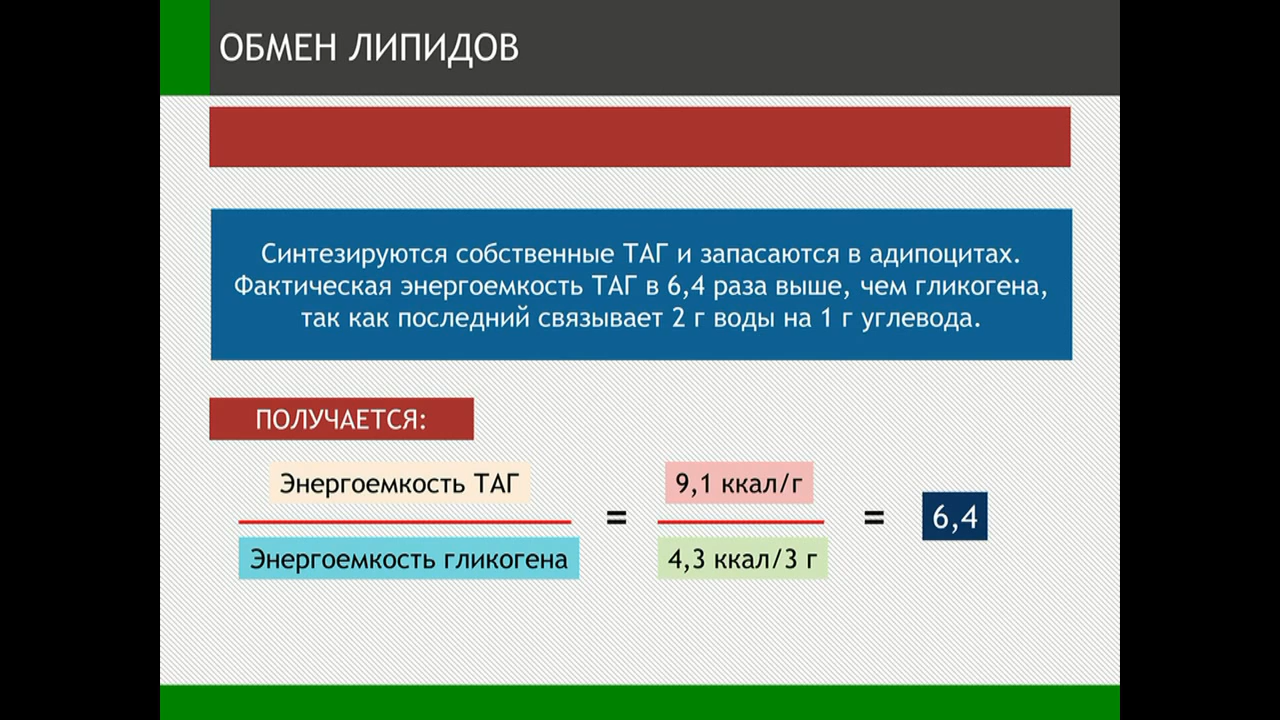 ОБМЕН ЛИПИДОВ
Синтезируются собственные ТАГ и запасаются в адипоцитах.
Фактическая энергоемкость ТАГ в 6,4 раза выше, чем гликогена,
так как последний связывает 2 г воды на 1 г углевода.
ПОЛУЧАЕТСЯ:
Энергоемкость ТАГ
Энергоемкость гликогена
=
9,1 ккал/г
4,3 ккал/3 г
=
6,4